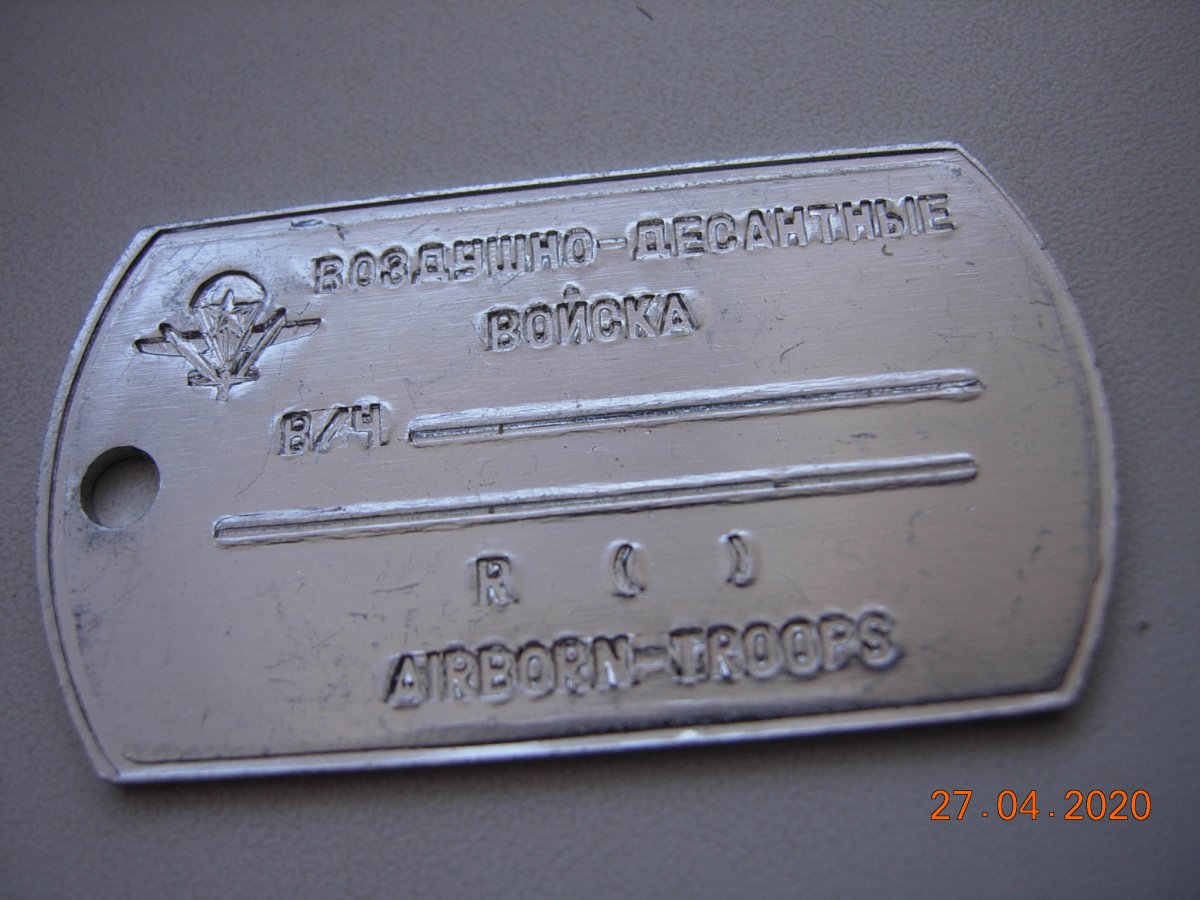 ВОЗДУШНО-ДЕСАНТНЫЕ
ВОЙСКА
В/Ч
R ( )
AIRBORN-TROOPS
27.04.2020